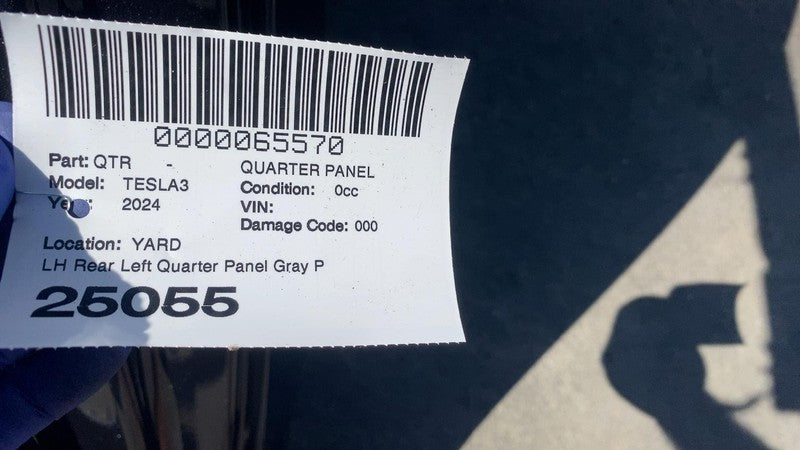 0000065570
Part: QTR - QUARTER PANEL
Model: TESLA3 Condition: 0cc
2024 VIN:
Damage Code: 000
Location: YARD
LH Rear Left Quarter Panel Gray P
25055